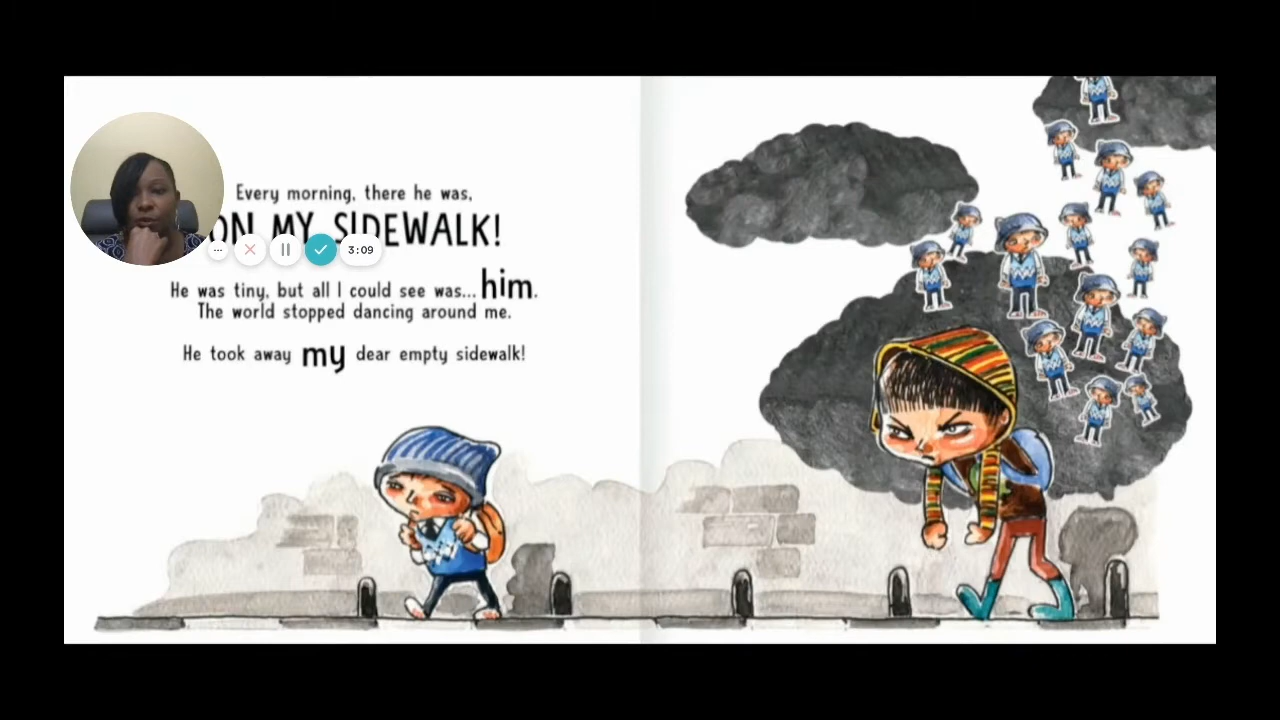 Every morning, there he was,
ON MY SIDEWALK!
3:09
He was tiny, but all I could see was... him.
The world stopped dancing around me.
He took away my dear empty sidewalk!